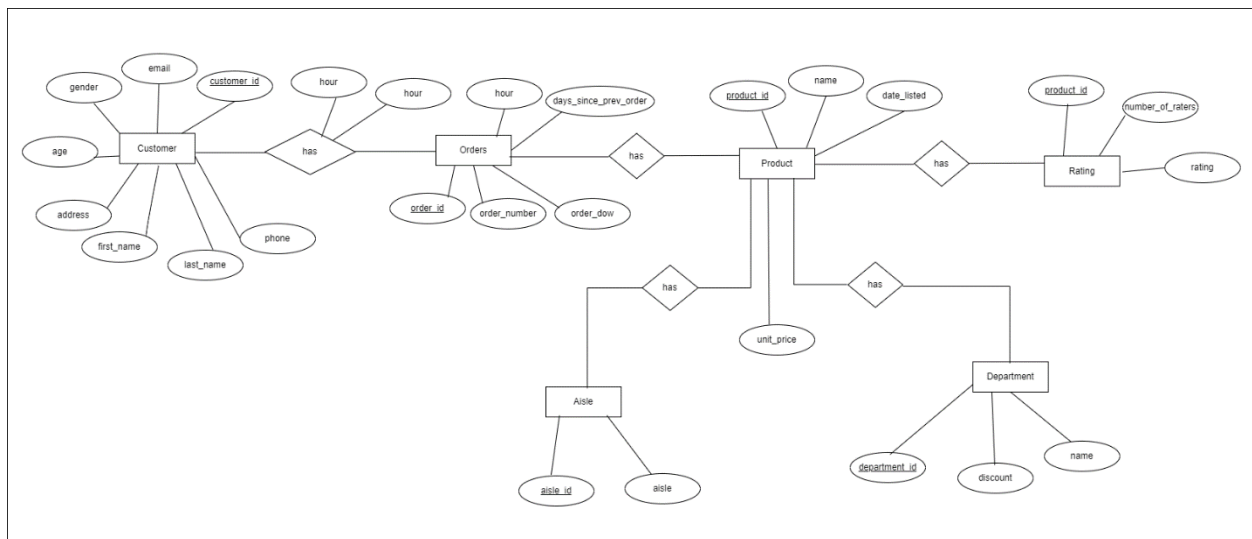 email
customer_id
gender
hour
hour
hour
days_since_prev_order
name
product_id
date_listed
product_id
number_of_raters
age
Customer
has
Orders
has
Product
has
Rating
rating
address
first_name
last_name
phone
order_id
order_number
order_dow
has
has
unit_price
Aisle
Department
aisle_id
aisle
department_id
discount
name